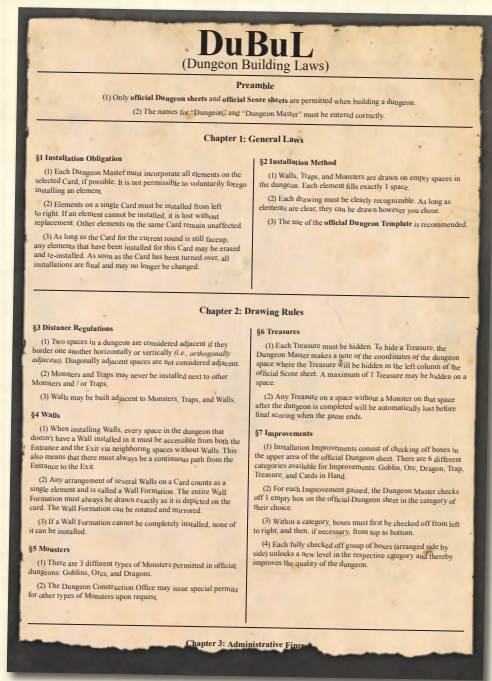 DuBuL
(Dungeon Building Laws)
Preamble
(1) Only official Dungeon sheets and official Score sheets are permitted when building a dungeon.
(2) The names for "Dungeon" and "Dungeon Master" must be entered correctly.
Chapter 1: General Laws
§1 Installation Obligation
(1) Each Dungeon Master must incorporate all elements on the
selected Card, if possible. It is not permissible to voluntarily forego
installing an element.
(2) Elements on a single Card must be installed from left
to right. If an element cannot be installed, it is lost without
replacement. Other elements on the same Card remain unaffected.
(3) As long as the Card for the current round is still faceup,
any elements that have been installed for this Card may be erased
and re-installed. As soon as the Card has been turned over, all
installations are final and may no longer be changed.
§2 Installation Method
(1) Walls, Traps, and Monsters are drawn on empty spaces in
the dungeon. Each element fills exactly 1 space.
(2) Each drawing must be clearly recognizable. As long as
elements are clear, they can be drawn however you chose.
(3) The use of the official Dungeon Template is recommended.
Chapter 2: Drawing Rules
§3 Distance Regulations
(1) Two spaces in a dungeon are considered adjacent if they
border one another horizontally or vertically (i.e., orthogonally
adjacent). Diagonally adjacent spaces are not considered adjacent.
(2) Monsters and Traps may never be installed next to other
Monsters and / or Traps.
(3) Walls may be built adjacent to Monsters, Traps, and Walls.
§4 Walls
(1) When installing Walls, every space in the dungeon that
doesn't have a Wall installed in it must be accessible from both the
Entrance and the Exit via neighboring spaces without Walls. This
also means that there must always be a continuous path from the
Entrance to the Exit.
(2) Any arrangement of several Walls on a Card counts as a
single element and is called a Wall Formation. The entire Wall
Formation must always be drawn exactly as it is depicted on the
card. The Wall Formation can be rotated and mirrored.
(3) If a Wall Formation cannot be completely installed, none of
it can be installed.
§5 Monsters
(1) There are 3 different types of Monsters permitted in official
dungeons: Goblins, Orcs, and Dragons.
(2) The Dungeon Construction Office may issue special permits
for other types of Monsters upon request.
§6 Treasures
(1) Each Treasure must be hidden. To hide a Treasure, the
Dungeon Master makes a note of the coordinates of the dungeon
space where the Treasure will be hidden in the left column of the
official Score sheet. A maximum of 1 Treasure may be hidden on a
space.
(2) Any Treasure on a space without a Monster on that space
after the dungeon is completed will be automatically lost before
final scoring when the game ends.
§7 Improvements
(1) Installation Improvements consist of checking off boxes in
the upper area of the official Dungeon sheet. There are 6 different
categories available for Improvements: Goblin, Orc, Dragon, Trap,
Treasure, and Cards in Hand.
(2) For each Improvement gained, the Dungeon Master checks
off 1 empty box on the official Dungeon sheet in the category of
their choice.
(3) Within a category, boxes must first be checked off from left
to right, and then, if necessary, from top to bottom.
(4) Each fully checked off group of boxes (arranged side by
side) unlocks a new level in the respective category and thereby
improves the quality of the dungeon.
Chapter 3: Administrative Fines